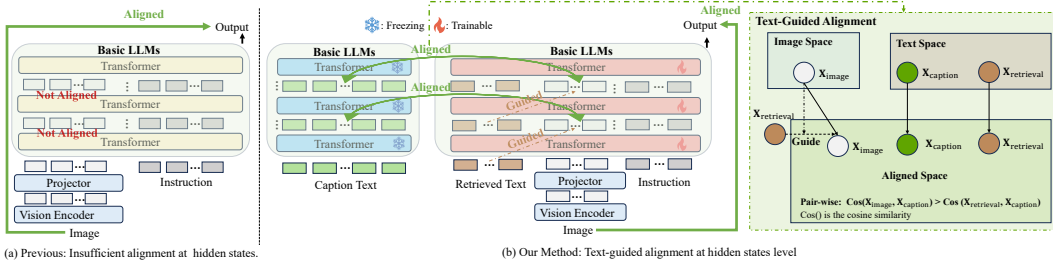 Aligned
Output
Basic LLMs
Transformer
Not Aligned
Transformer
Not Aligned
Transformer
Projector
Instruction
Vision Encoder
Image
(a) Previous: Insufficient alignment at hidden states.
: Freezing
: Trainable
Basic LLMs
Aligned
Basic LLMs
Aligned
Output
Transformer
Transformer
Guided
Transformer
Aligned
Transformer
Guided
Transformer
Transformer
Caption Text
Retrieved Text
Projector
Instruction
Vision Encoder
Image
(b) Our Method: Text-guided alignment at hidden states level
Text-Guided Alignment
Image Space
Text Space
Ximage
Xcaption
Xretrieval
Xretrieval
Guide
Ximage
Xcaption
Xretrieval
Aligned Space
Pair-wise: Cos(Ximage, Xcaption) > Cos (Xretrieval, Xcaption)
Cos() is the cosine similarity